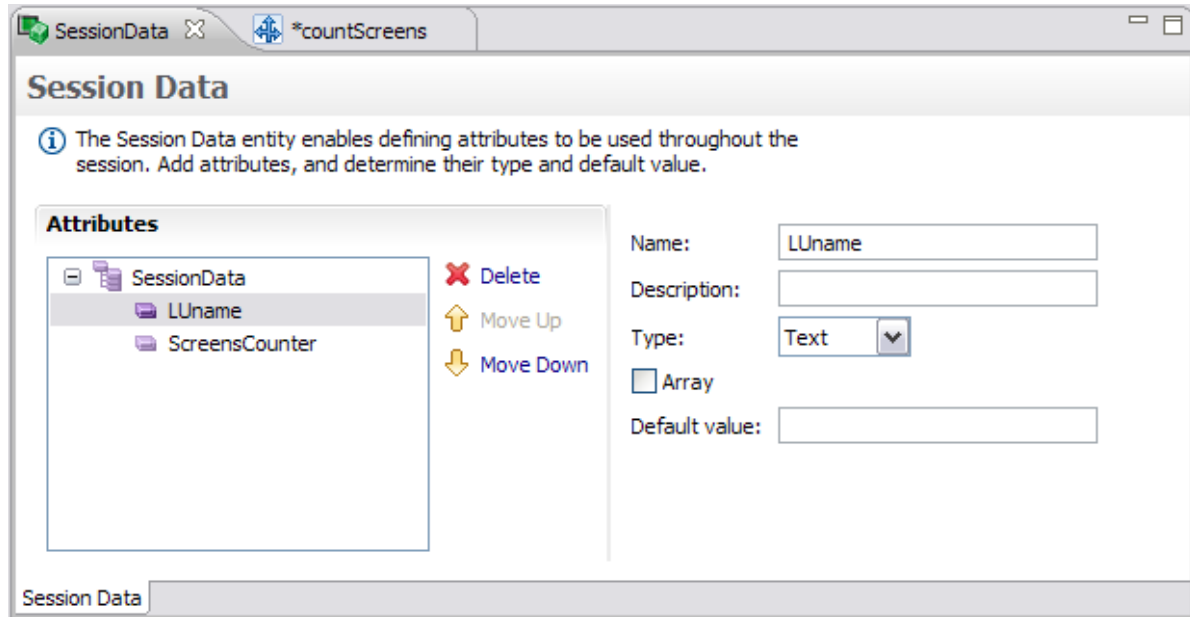 SessionData *countScreens
Session Data
The Session Data entity enables defining attributes to be used throughout the
session. Add attributes, and determine their type and default value.
Attributes
SessionData
LUname
ScreensCounter
Delete
Move Up
Move Down
Name: LUname
Description:
Type: Text
Array
Default value:
Session Data